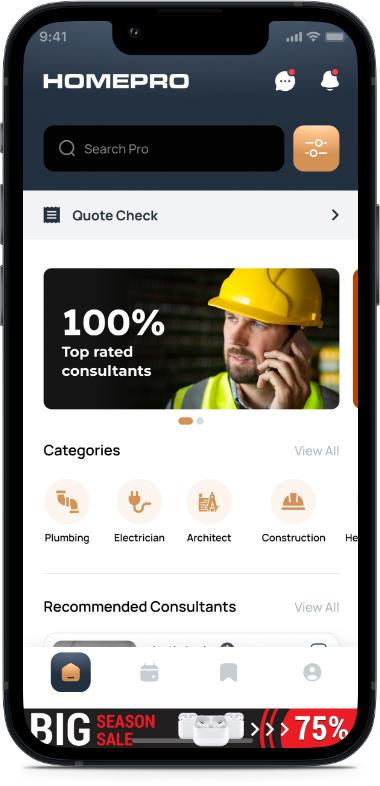 9:41
HOMEPRO
Search Pro
Quote Check
100%
Top rated
consultants
Categories
View All
Plumbing
Electrician
Architect
Construction
He
Recommended Consultants
View All
BIG
SEASON
SALE
75%